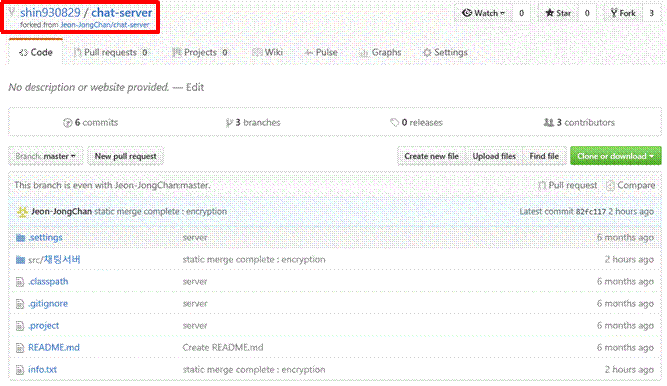 shin930829 / chat-server
forked from Jeon-JongChan/chat-server
Watch 0 Star 0 Fork 3
Code Pull requests 0 Projects 0 Wiki Pulse Graphs Settings
No description or website provided. — Edit
6 commits 3 branches 0 releases 3 contributors
Branch: master New pull request Create new file Upload files Find file Clone or download
This branch is even with Jeon-JongChan:master. Pull request Compare
Jeon-JongChan static merge complete : encryption Latest commit 82fc117 2 hours ago
.settings server 6 months ago
src/채팅서버 static merge complete : encryption 2 hours ago
.classpath server 6 months ago
.gitignore server 6 months ago
.project server 6 months ago
README.md Create README.md 6 months ago
info.txt static merge complete : encryption 2 hours ago